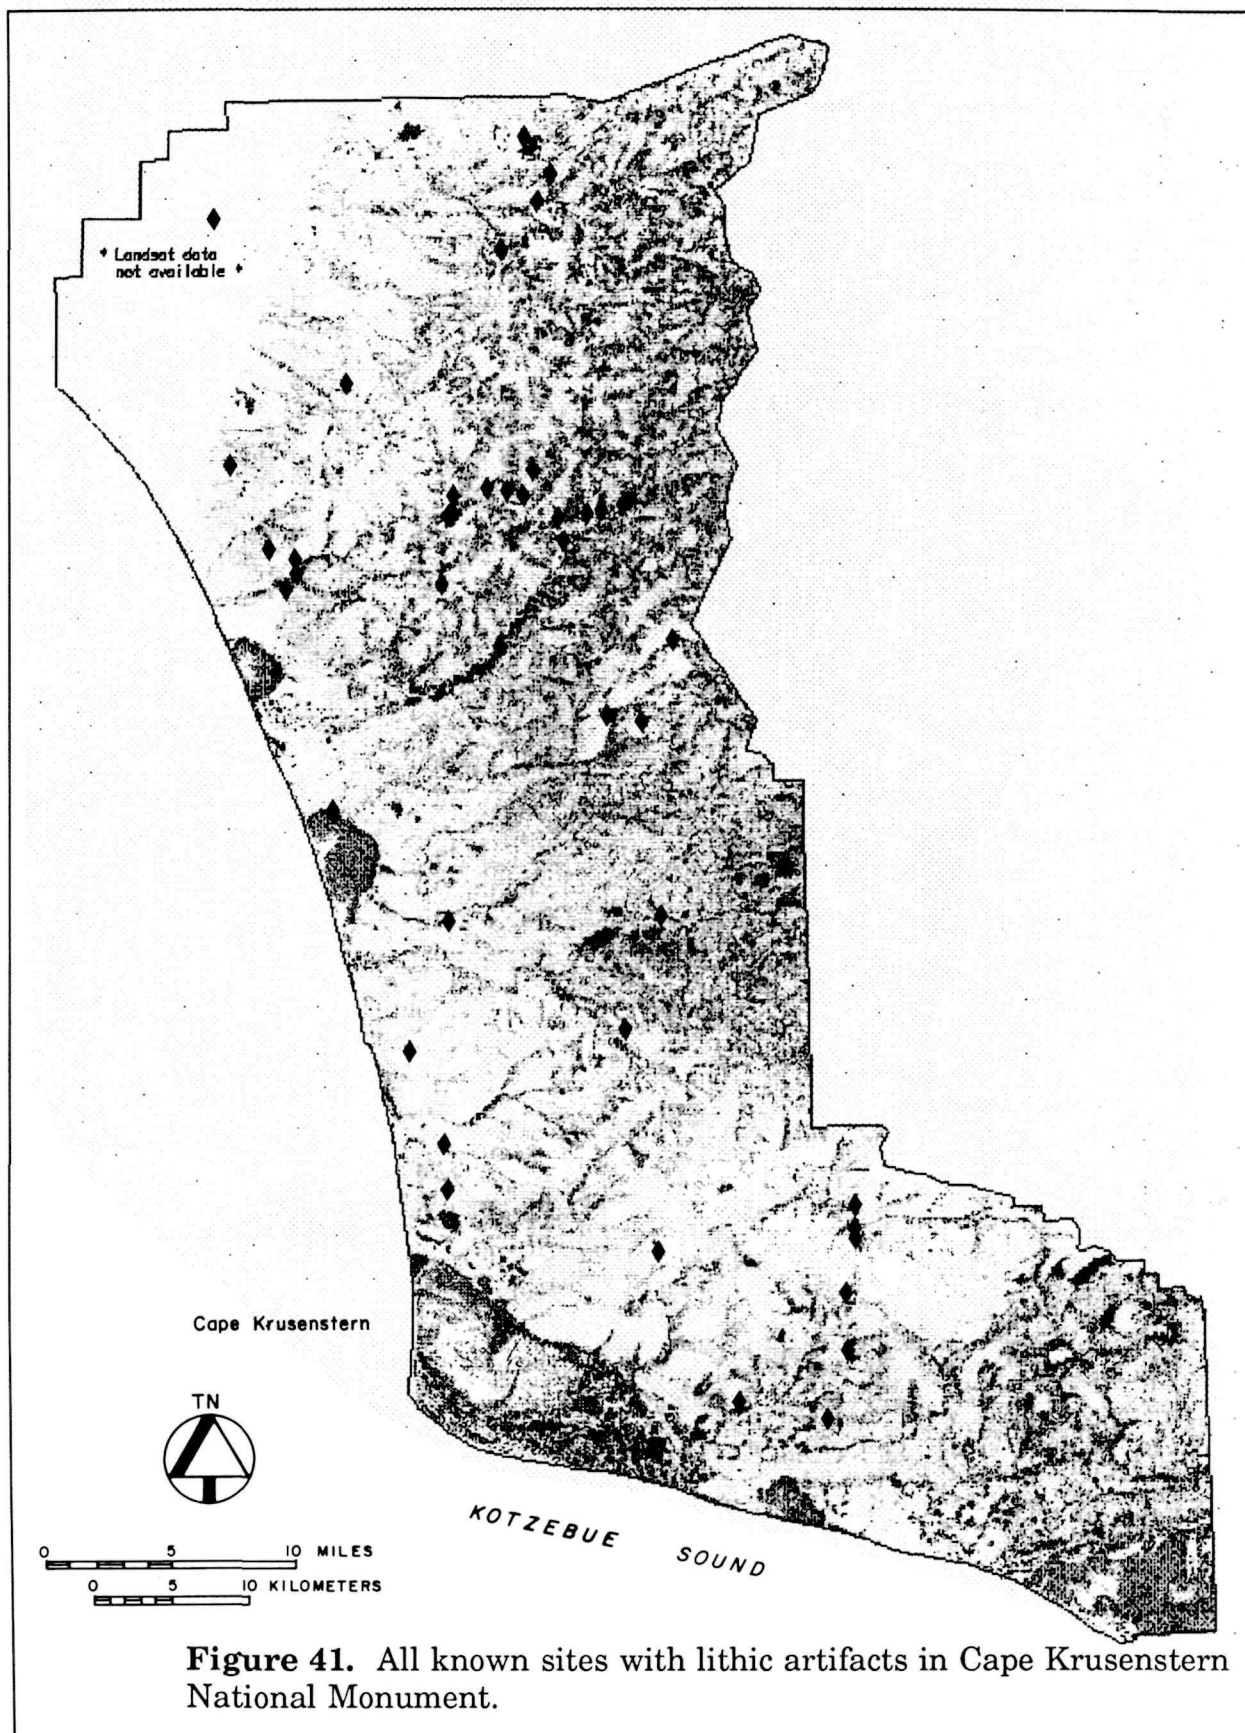 * Landsat data
not available *
Cape Krusenstern
TN
KOTZEBUE SOUND
0 5 10 MILES
0 5 10 KILOMETERS
Figure 41. All known sites with lithic artifacts in Cape Krusenstern
National Monument.